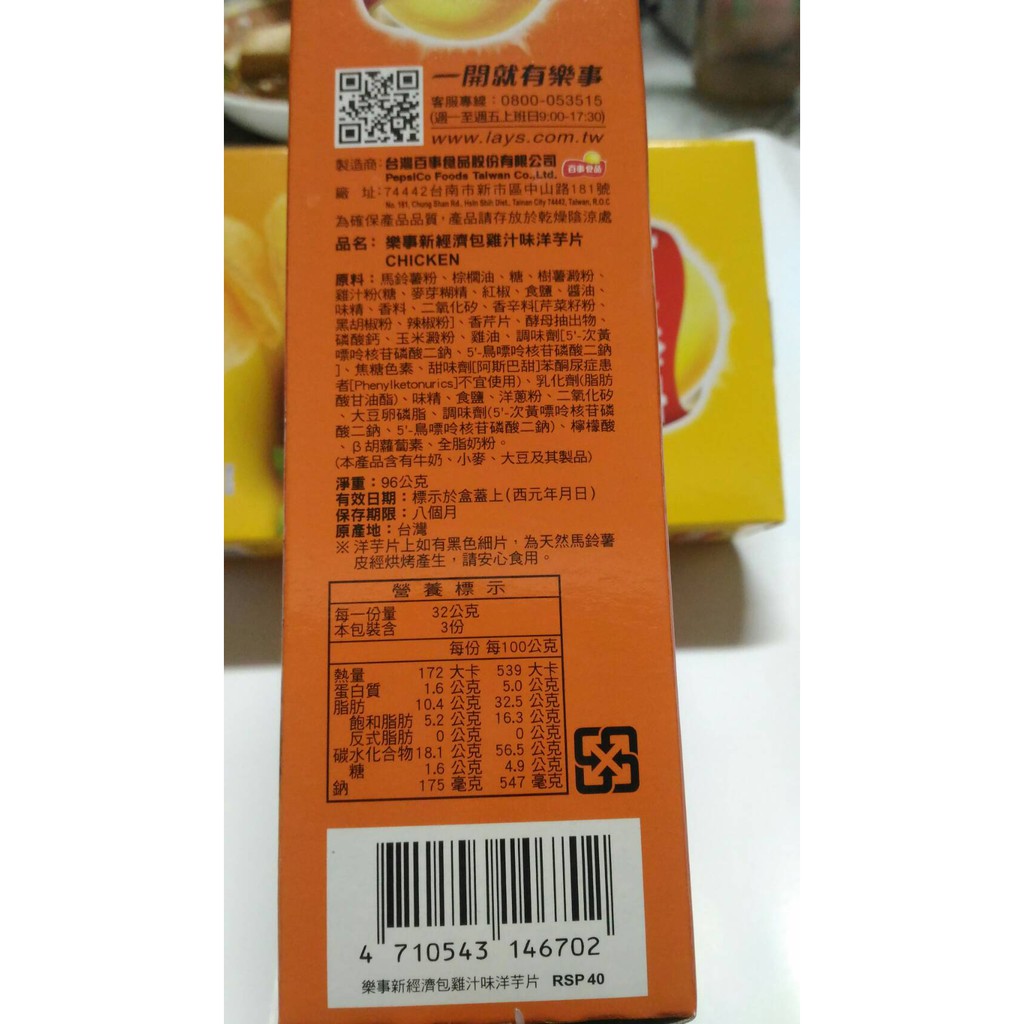 一開就有樂事
客服專線：0800-053515
(週一至週五上班日9:00-17:30)
www.lays.com.tw
製造商：台灣百事食品股份有限公司
PepsiCo Foods Taiwan Co.,Ltd.
百事食品
廠 址：74442台南市新市區中山路181號
No. 181, Chung Shan Rd., Hsin Shih Dist., Tainan City 74442, Taiwan, R.O.C
為確保產品品質，產品請存放於乾燥陰涼處
品名：樂事新經濟包雞汁味洋芋片
CHICKEN
原料：馬鈴薯粉、棕櫚油、糖、樹薯澱粉、
雞汁粉(糖、麥芽糊精、紅椒、食鹽、醬油、
味精、香料、二氧化矽、香辛料[芹菜籽粉、
黑胡椒粉、辣椒粉]、香芹片、酵母抽出物、
磷酸鈣、玉米澱粉、雞油、調味劑[5'-次黃
嘌呤核苷磷酸二鈉、5'-鳥嘌呤核苷磷酸二鈉
]、焦糖色素、甜味劑[阿斯巴甜]苯酮尿症患
者[Phenylketonurics]不宜使用)、乳化劑(脂肪
酸甘油酯)、味精、食鹽、洋蔥粉、二氧化矽
、大豆卵磷脂、調味劑(5'-次黃嘌呤核苷磷
酸二鈉、5'-鳥嘌呤核苷磷酸二鈉)、檸檬酸
、β胡蘿蔔素、全脂奶粉。
(本產品含有牛奶、小麥、大豆及其製品)
淨重：96公克
有效日期：標示於盒蓋上(西元年月日)
保存期限：八個月
原產地：台灣
※洋芋片上如有黑色細片，為天然馬鈴薯
皮經烘烤產生，請安心食用。
營養標示
每一份量 32公克
本包裝含 3份
每份 每100公克
熱量 172 大卡 539 大卡
蛋白質 1.6 公克 5.0 公克
脂肪 10.4 公克 32.5 公克
飽和脂肪 5.2 公克 16.3 公克
反式脂肪 0 公克 0 公克
碳水化合物 18.1 公克 56.5 公克
糖 1.6 公克 4.9 公克
鈉 175 毫克 547 毫克
4 710543 146702
樂事新經濟包雞汁味洋芋片 RSP 40